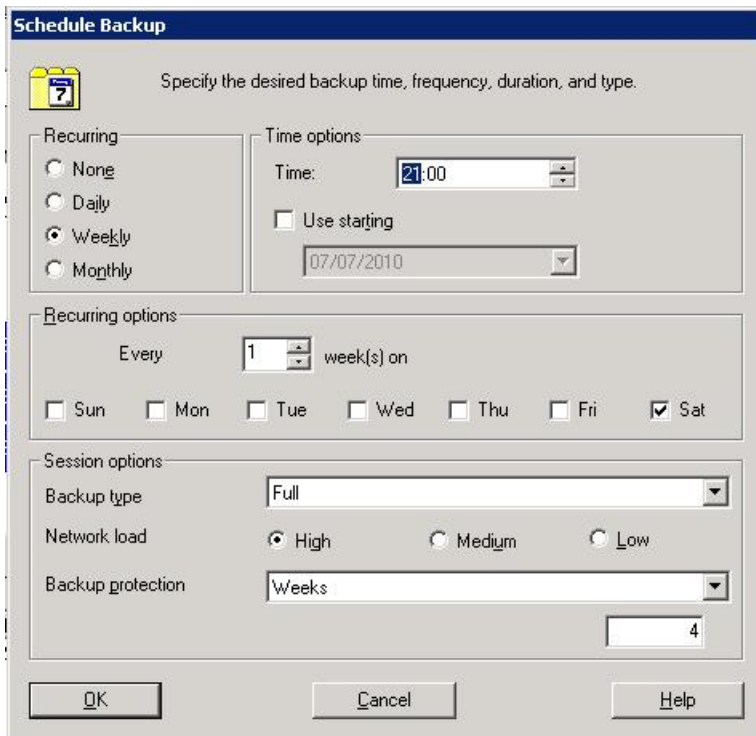 Schedule Backup
7
Specify the desired backup time, frequency, duration, and type.
Recurring
None
Daily
Weekly
Monthly
Time options
Time: 21:00
Use starting
07/07/2010
Recurring options
Every 1 week(s) on
Sun Mon Tue Wed Thu Fri Sat
Session options
Backup type Full
Network load High Medium Low
Backup protection Weeks
4
OK Cancel Help